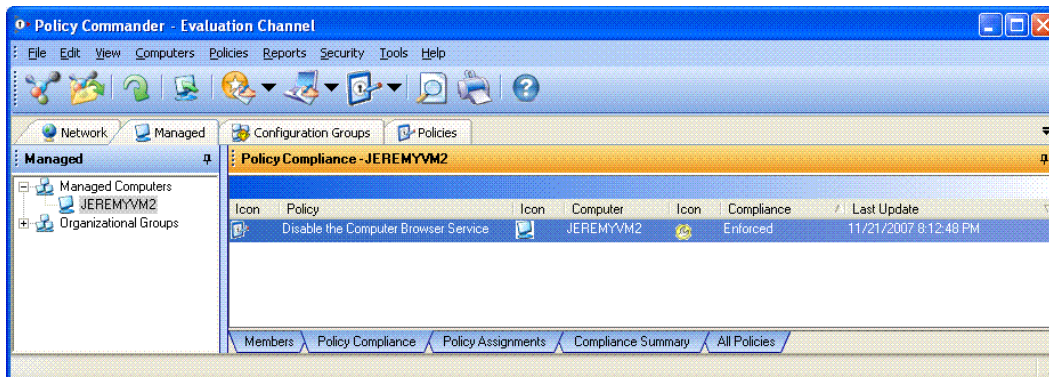 Policy Commander - Evaluation Channel
File Edit View Computers Policies Reports Security Tools Help
Network Managed Configuration Groups Policies
Managed
Policy Compliance - JEREMYVM2
Managed Computers
JEREMYVM2
Organizational Groups
Icon Policy Icon Computer Icon Compliance Last Update
Disable the Computer Browser Service JEREMYVM2 Enforced 11/21/2007 8:12:48 PM
Members Policy Compliance Policy Assignments Compliance Summary All Policies